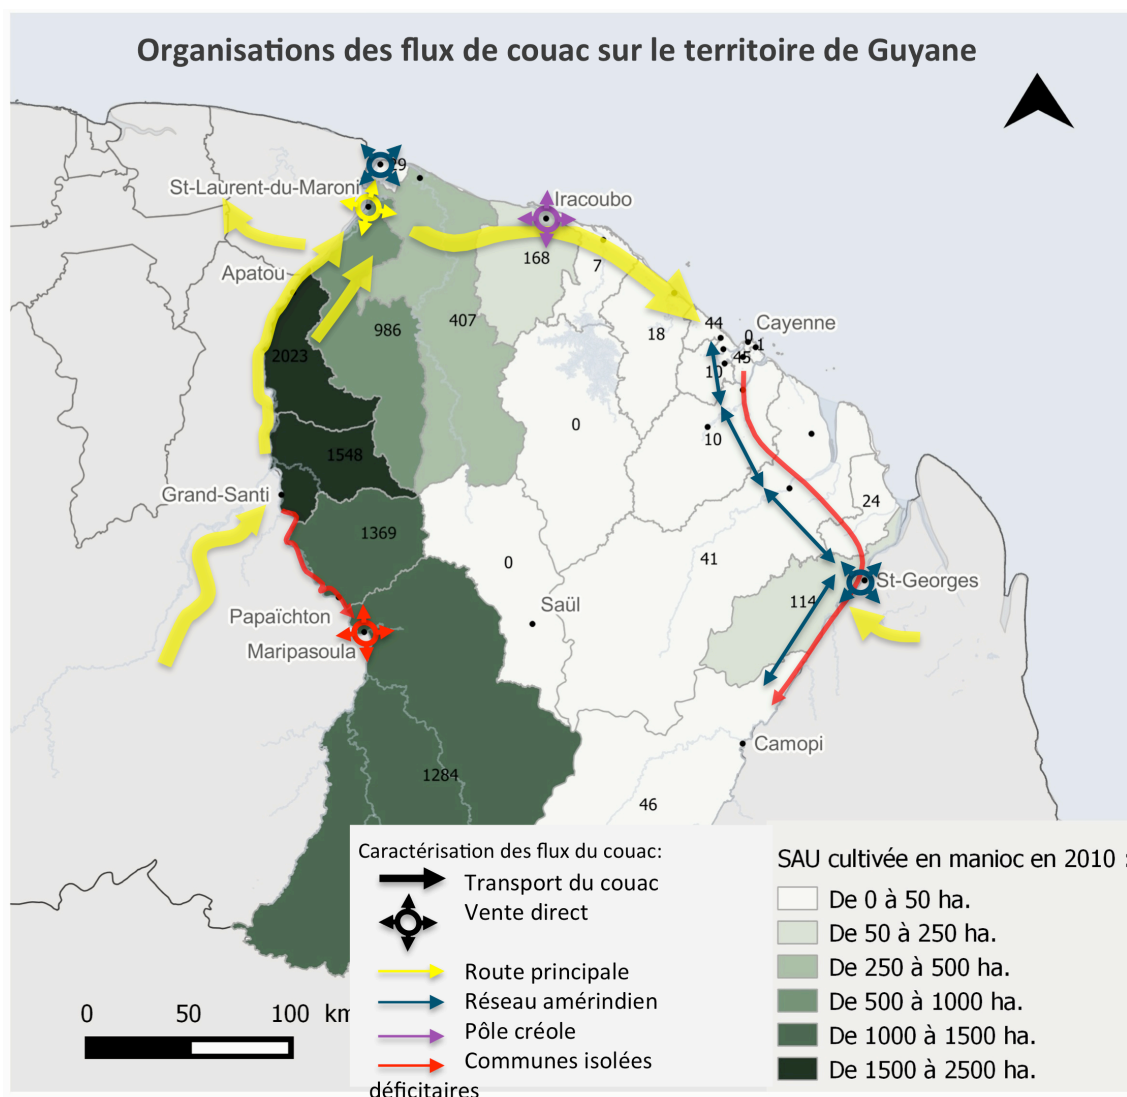 Organisations des flux de couac sur le territoire de Guyane
29
St-Laurent-du-Maroni
Iracoubo
168
7
Apatou
986
407
18
44
0
1
Cayenne
2023
45
10
0
10
1548
Grand-Santi
24
1369
0
41
St-Georges
Saül
114
Papaïchton
Maripasoula
Camopi
1284
46
Caractérisation des flux du couac:
Transport du couac
Vente direct
Route principale
Réseau amérindien
Pôle créole
Communes isolées
déficitaires
SAU cultivée en manioc en 2010 :
De 0 à 50 ha.
De 50 à 250 ha.
De 250 à 500 ha.
De 500 à 1000 ha.
De 1000 à 1500 ha.
De 1500 à 2500 ha.
0 50 100 km